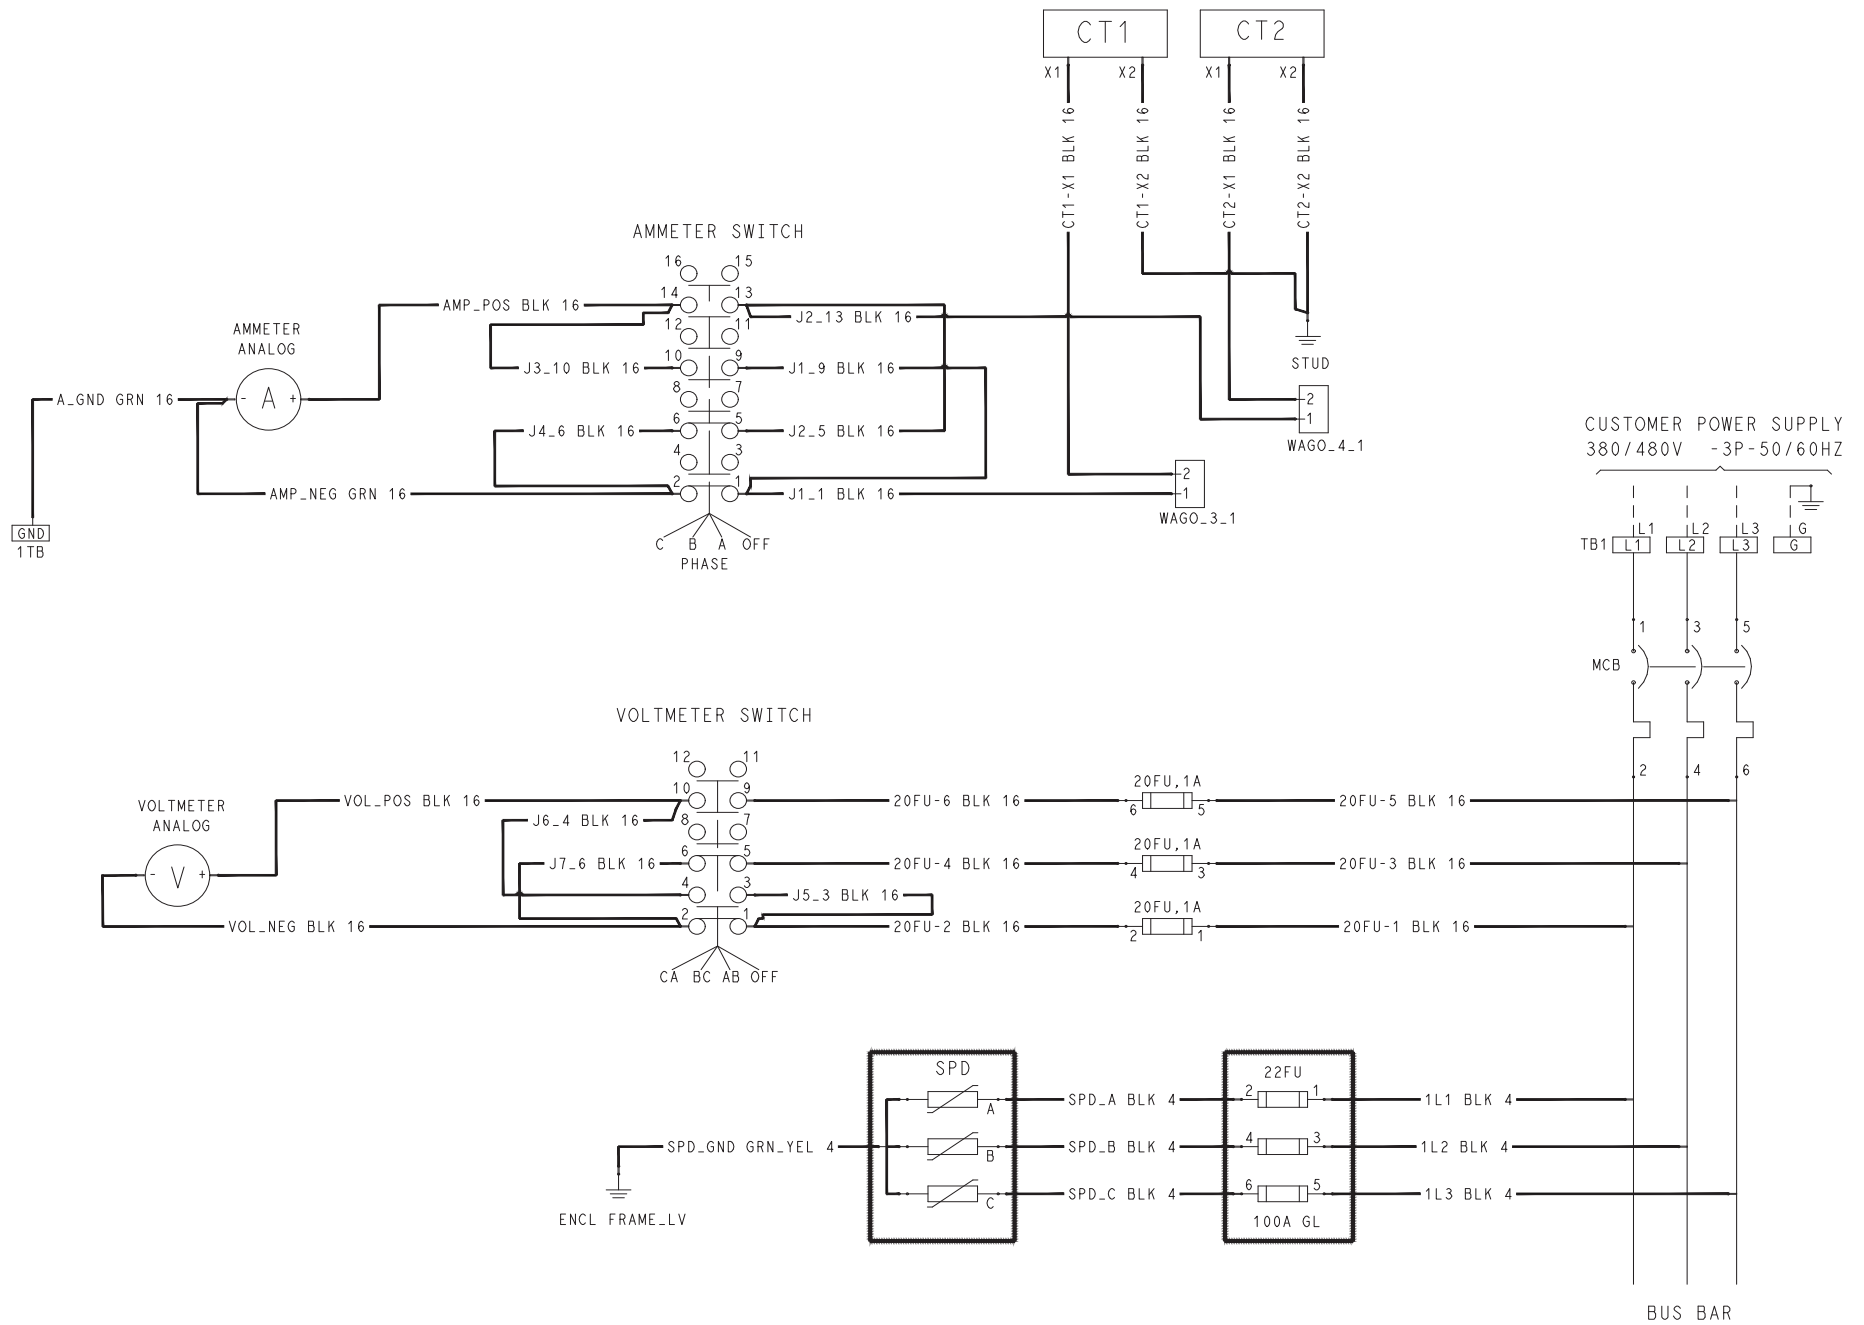 CT1
CT2
X1
X2
X1
X2
CT1-X1 BLK 16
CT1-X2 BLK 16
CT2-X1 BLK 16
CT2-X2 BLK 16
AMMETER SWITCH
16
15
14
13
12
11
10
9
8
7
6
5
4
3
2
1
AMP_POS BLK 16
J2_13 BLK 16
J3_10 BLK 16
J1_9 BLK 16
J4_6 BLK 16
J2_5 BLK 16
AMP_NEG GRN 16
J1_1 BLK 16
AMMETER
ANALOG
- A +
A_GND GRN 16
GND
1TB
C B A OFF
PHASE
STUD
2
1
WAGO_4_1
2
1
WAGO_3_1
CUSTOMER POWER SUPPLY
380/480V -3P-50/60HZ
L1
L2
L3
G
TB1
L1
L2
L3
G
1
3
5
MCB
2
4
6
VOLTMETER SWITCH
12
11
10
9
8
7
6
5
4
3
2
1
VOLTMETER
ANALOG
- V +
VOL_POS BLK 16
J6_4 BLK 16
J7_6 BLK 16
J5_3 BLK 16
VOL_NEG BLK 16
CA BC AB OFF
20FU-6 BLK 16
20FU,1A
6
5
20FU-5 BLK 16
20FU-4 BLK 16
20FU,1A
4
3
20FU-3 BLK 16
20FU-2 BLK 16
20FU,1A
2
1
20FU-1 BLK 16
SPD
A
B
C
SPD_GND GRN_YEL 4
ENCL FRAME_LV
SPD_A BLK 4
SPD_B BLK 4
SPD_C BLK 4
22FU
2
1
4
3
6
5
100A GL
1L1 BLK 4
1L2 BLK 4
1L3 BLK 4
BUS BAR